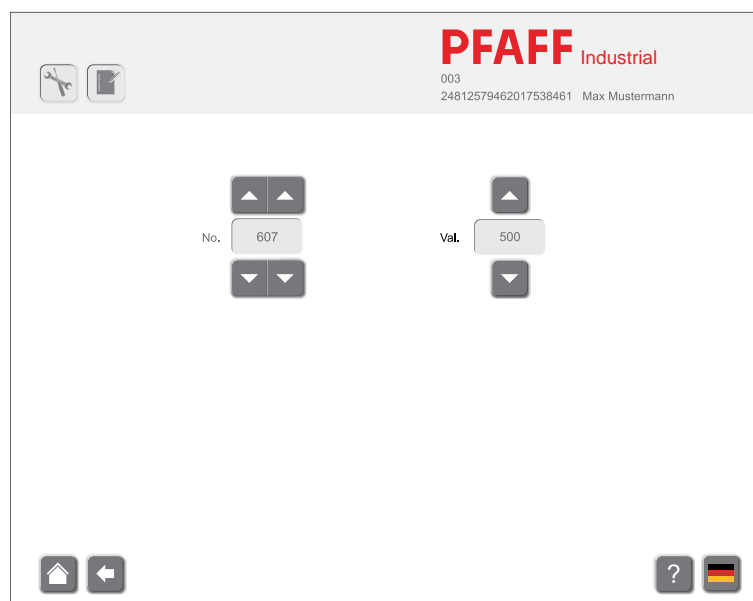 PFAFF Industrial
003
24812579462017538461 Max Mustermann
No. 607
Val. 500
?